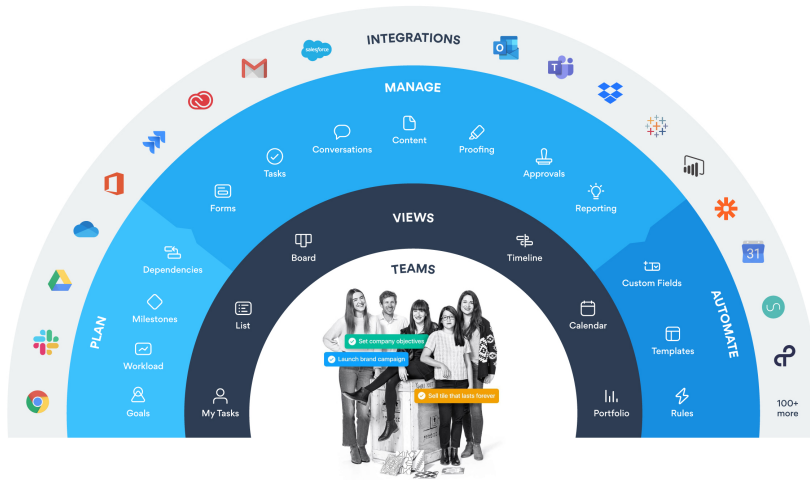 INTEGRATIONS
salesforce
31
100+
more
MANAGE
Forms
Tasks
Conversations
Content
Proofing
Approvals
Reporting
PLAN
Dependencies
Milestones
Workload
Goals
AUTOMATE
Custom Fields
Templates
Rules
VIEWS
My Tasks
List
Board
Timeline
Calendar
Portfolio
TEAMS
Set company objectives
Launch brand campaign
Sell tile that lasts forever